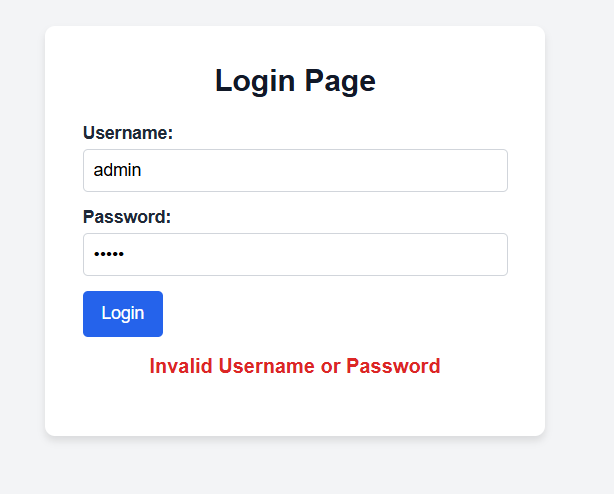 Login Page
Username:
admin
Password:
•••••
Login
Invalid Username or Password